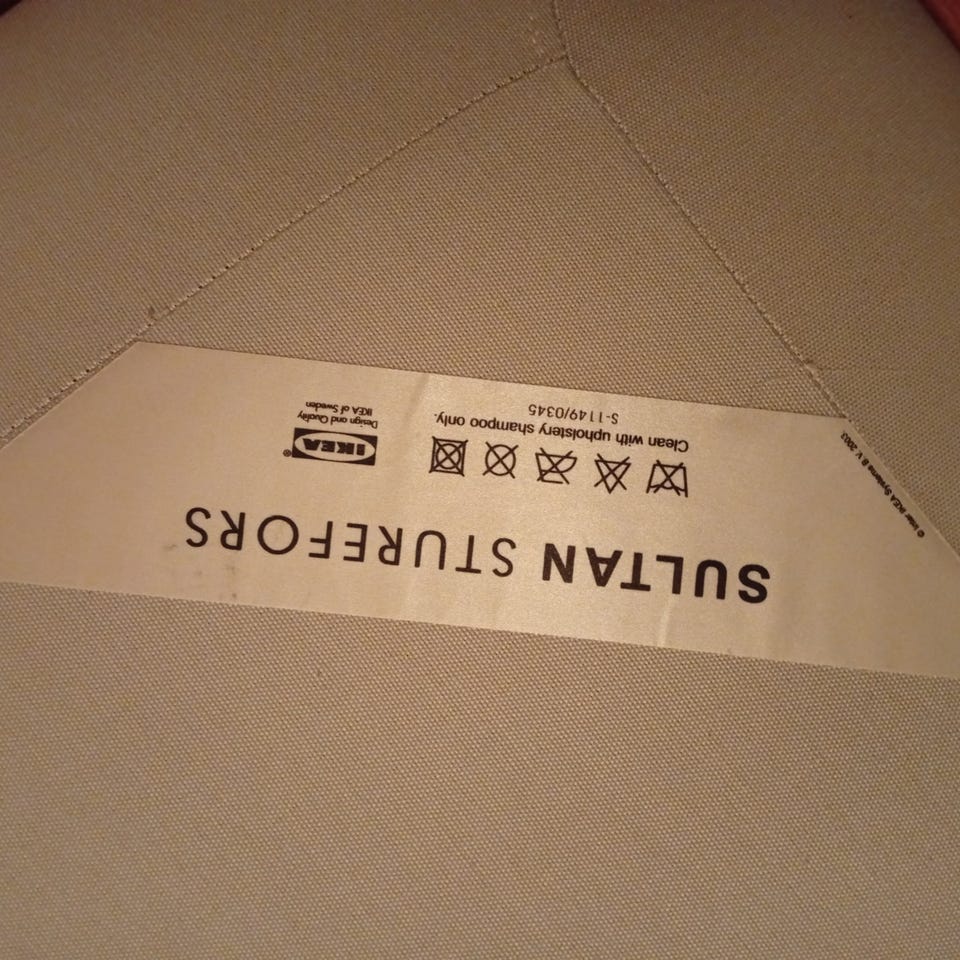 SULTAN STUREFORS
Clean with upholstery shampoo only.
S-1149/0345
IKEA®
Design and Quality
IKEA of Sweden
© Inter IKEA Systems B.V. 2003